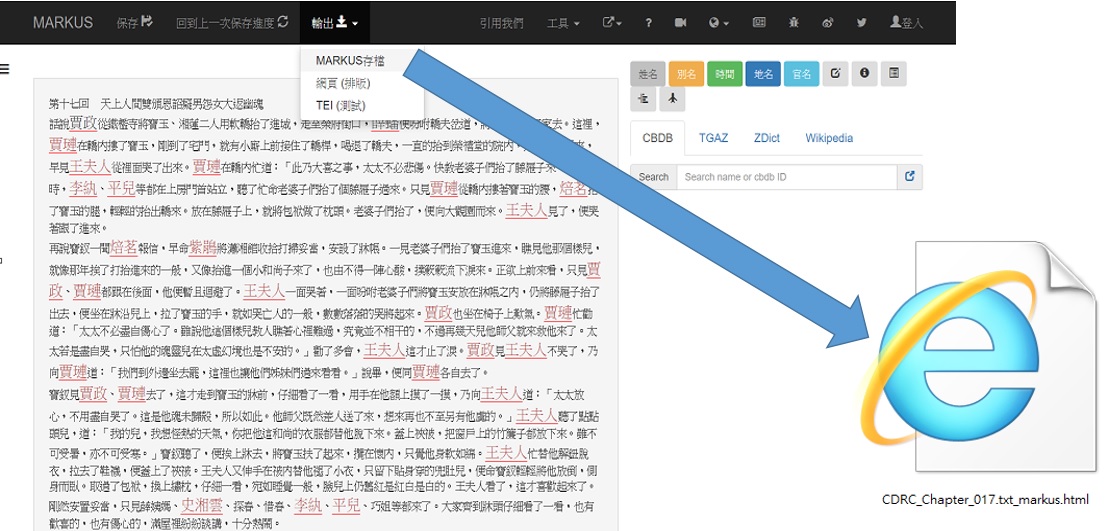 MARKUS 保存 回到上一次保存進度 輸出 引用我們 工具 ? 登入
MARKUS存檔
網頁 (排版)
TEI (測試)
姓名 別名 時間 地名 官名
CBDB TGAZ ZDict Wikipedia
Search Search name or cbdb ID
第十七回 天上人間雙頒恩詔 癡男怨女大返幽魂
話說賈政從鐵檻寺將寶玉、湘蓮二人用軟轎抬了進城,
去。這裡,
賈璉在轎內摟了寶玉,剛到了宅門,就有小廝上前接住了轎桿,喝退了轎夫,一直的抬到榮禧堂的院內,
早見王夫人從裡面哭了出來。賈璉在轎內忙道:「此乃大喜之事,太太不必悲傷。快教老婆子們抬了藤屜子來
時,李紈、平兒等都在上房門首站立,聽了忙命老婆子們抬了個藤屜子過來。只見賈璉從轎內摟著寶玉的腰,焙茗抬
了寶玉的腿,輕輕的抬出轎來。放在藤屜子上,就將包袱做了枕頭。老婆子們抬了,便向大觀園而來。王夫人見了,便哭
著跟了進來。
再說寶釵一聞焙茗報信,早命紫鵑將瀟湘館收拾打掃妥當,安設了牀帳。一見老婆子們抬了寶玉進來,瞧見他那個樣兒,
就像那年挨了打抬進來的一般,又像抬進一個小和尚子來了,也由不得一陣心酸,撲簌簌流下淚來。正欲上前來看,只見賈
政、賈璉都跟在後面,他便暫且迴避了。王夫人一面哭著,一面吩咐老婆子們將寶玉安放在牀帳之內,仍將藤屜子抬了
出去,便坐在牀沿兒上,拉了寶玉的手,就如哭亡人的一般,數數落落的哭將起來。賈政也坐在椅子上歎氣。賈璉忙勸
道:「太太不必盡自傷心了。雖說他這個樣兒教人瞧著心裡難過,究竟並不相干的,不過再幾天兒他師父就來救他來了。太
太若是盡自哭,只怕他的魂靈兒在太虛幻境也是不安的。」勸了多會,王夫人這才止了淚。賈政見王夫人不哭了,乃
向賈璉道:「我們到外邊坐去罷,這裡也讓他們姊妹們過來看看。」說畢,便同賈璉各自去了。
寶釵見賈政、賈璉去了,這才走到寶玉的牀前,仔細看了一看,用手在他額上摸了一摸,乃向王夫人道:「太太放
心,不用盡自哭了。這是他魂未歸殼,所以如此。他師父既然差人送了來,想來再也不至另有他虞的。」王夫人聽了點點
頭兒,道:「我的兒,我想怪熱的天氣,你把他這和尚的衣服都替他脫下來。蓋上裌被,把窗戶上的竹簾子都放下來。雖不
可受暑,亦不可受寒。」寶釵聽了,便挨上牀去,將寶玉扶了起來,攬在懷內,只覺他身軟如綿。王夫人忙替他解鈕脫
衣,拉去了鞋襪,便蓋上了裌被。王夫人又伸手在被內替他褪了小衣,只留下貼身穿的兜肚兒,便命寶釵輕輕將他放倒,側
身而臥。取過了包袱,換上繡枕,仔細一看,宛如睡覺一般,臉兒上仍舊紅是紅白是白的。王夫人看了,這才喜歡起來了。
剛然安置妥當,只見薛姨媽、史湘雲、探春、惜春、李紈、平兒、巧姐等都來了。大家齊到牀頭仔細看了一看,也有
歡喜的,也有傷心的,滿屋裡紛紛談講,十分熱鬧。
CDRC_Chapter_017.txt_markus.html